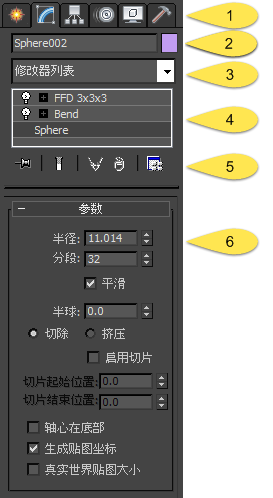 1
Sphere002
2
修改器列表
3
FFD 3x3x3
Bend
4
Sphere
5
参数
半径: 11.014
6
分段: 32
平滑
半球: 0.0
切除 挤压
启用切片
切片起始位置: 0.0
切片结束位置: 0.0
轴心在底部
生成贴图坐标
真实世界贴图大小